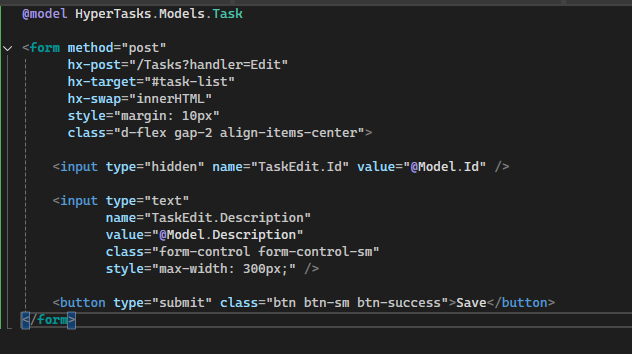 @model HyperTasks.Models.Task
<form method="post"
hx-post="/Tasks?handler=Edit"
hx-target="#task-list"
hx-swap="innerHTML"
style="margin: 10px"
class="d-flex gap-2 align-items-center">
<input type="hidden" name="TaskEdit.Id" value="@Model.Id" />
<input type="text"
name="TaskEdit.Description"
value="@Model.Description"
class="form-control form-control-sm"
style="max-width: 300px;" />
<button type="submit" class="btn btn-sm btn-success">Save</button>
</form>